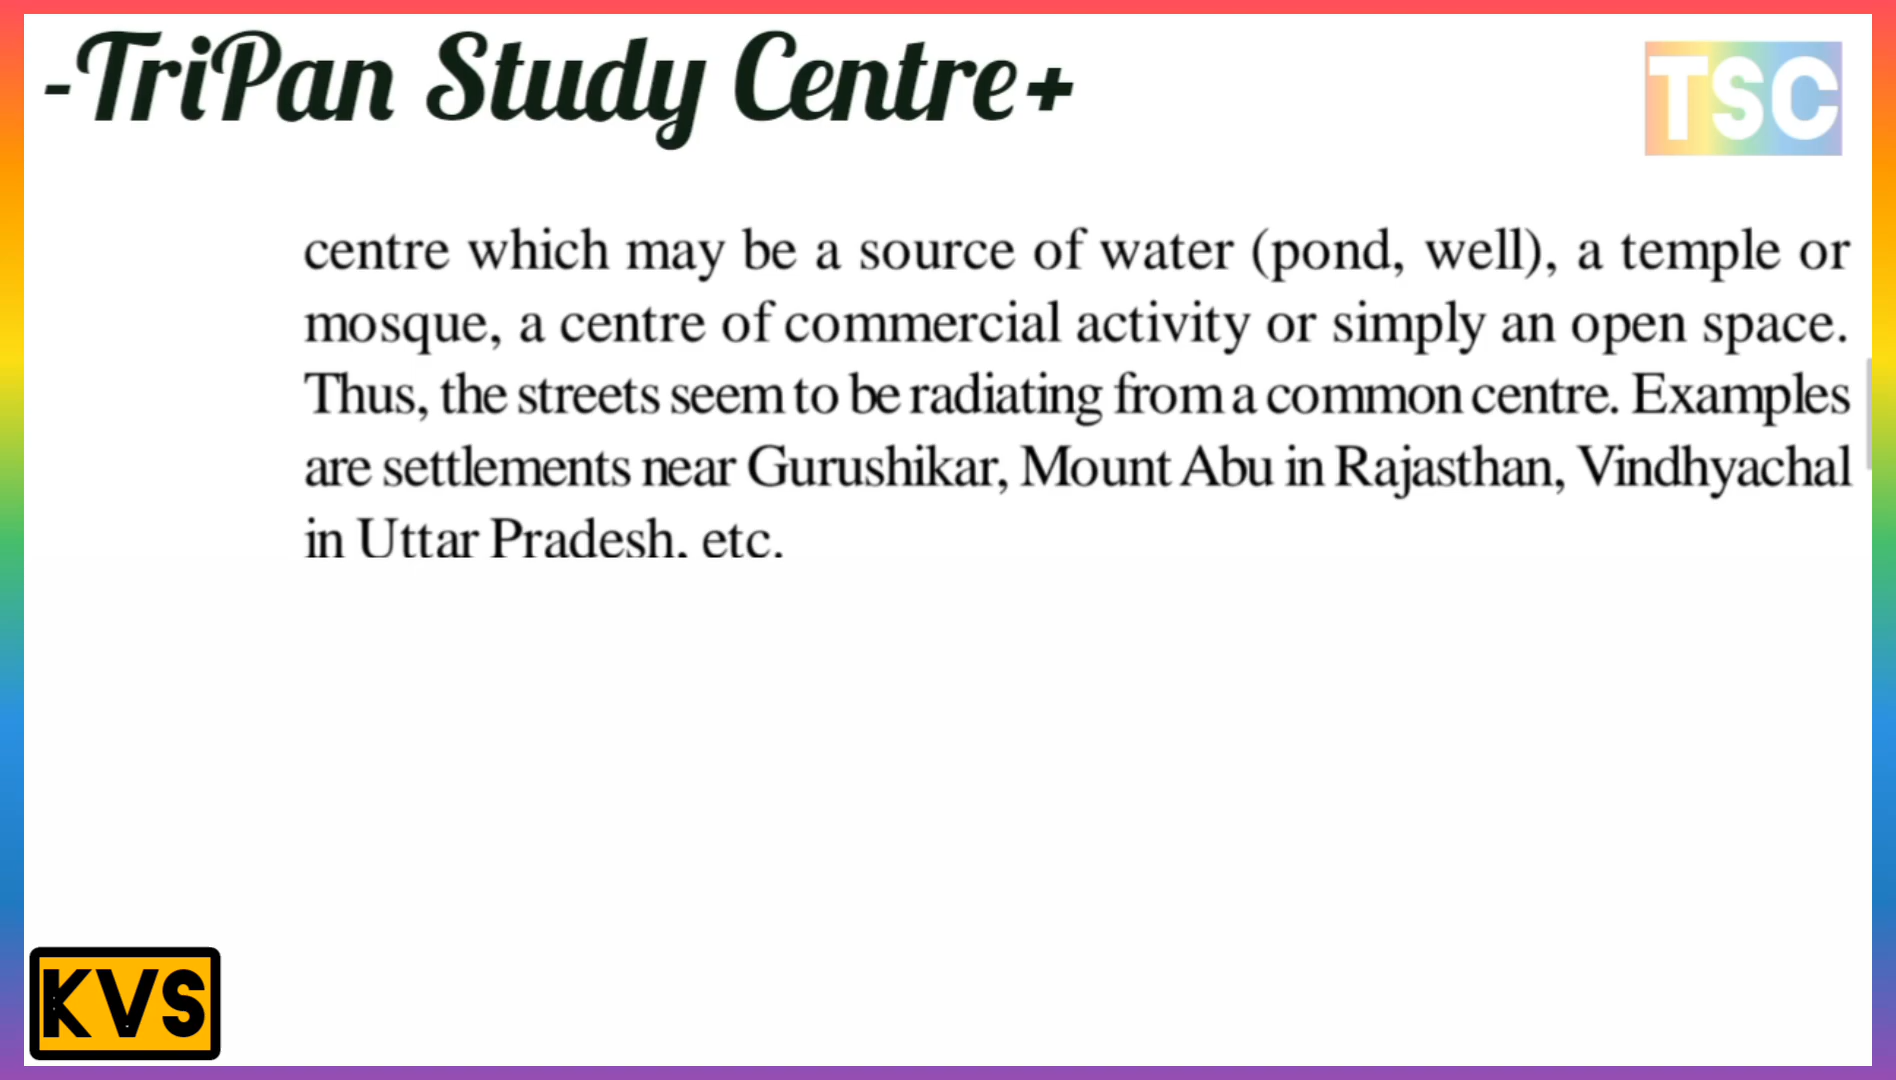 -TriPan Study Centre+
TSC
centre which may be a source of water (pond, well), a temple or
mosque, a centre of commercial activity or simply an open space.
Thus, the streets seem to be radiating from a common centre. Examples
are settlements near Gurushikar, Mount Abu in Rajasthan, Vindhyachal
in Uttar Pradesh, etc.
KVS